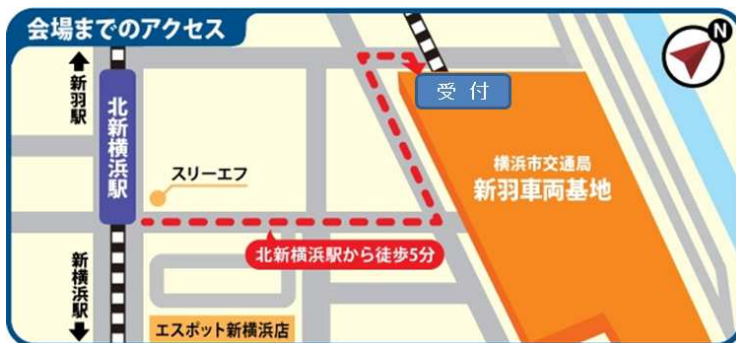 会場までのアクセス
N
新羽駅
受 付
北新横浜駅
スリーエフ
横浜市交通局
新羽車両基地
北新横浜駅から徒歩5分
新横浜駅
エスポット新横浜店